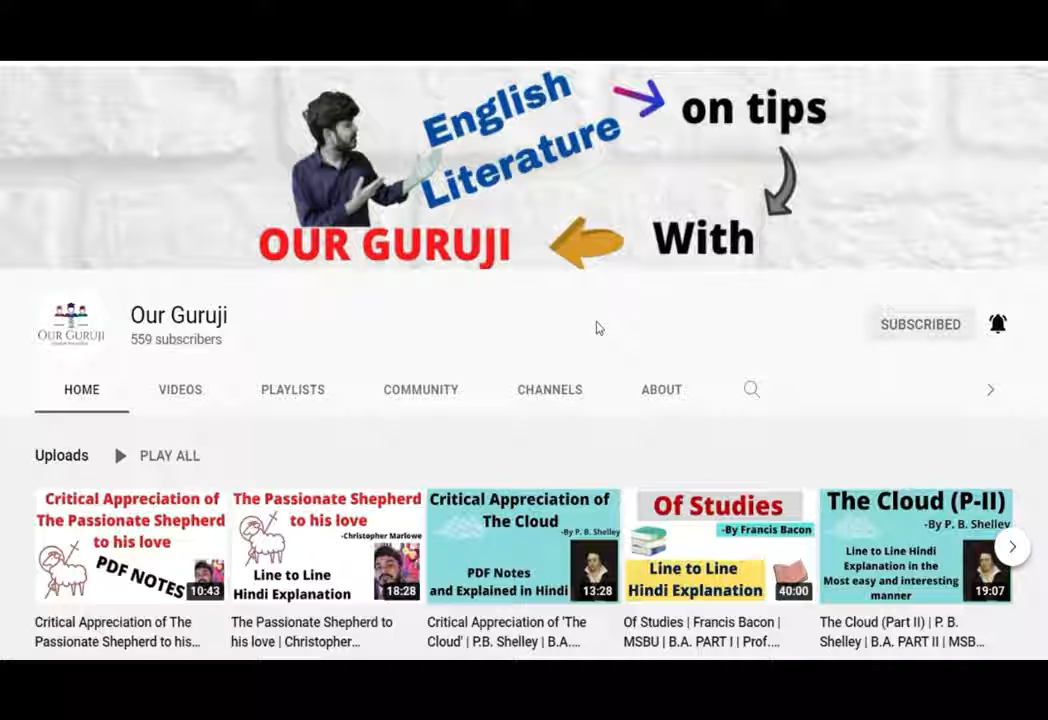 English
Literature
on tips
With
OUR GURUJI
OUR GURUJI
Our Guruji
559 subscribers
SUBSCRIBED
HOME
VIDEOS
PLAYLISTS
COMMUNITY
CHANNELS
ABOUT
Uploads
PLAY ALL
Critical Appreciation of
The Passionate Shepherd
to his love
PDF NOTES
10:43
Critical Appreciation of The
Passionate Shepherd to his...
The Passionate Shepherd
to his love
-Christopher Marlowe
Line to Line
Hindi Explanation
18:28
The Passionate Shepherd to
his love | Christopher...
Critical Appreciation of
The Cloud
-By P. B. Shelley
PDF Notes
and Explained in Hindi
13:28
Critical Appreciation of 'The
Cloud' | P.B. Shelley | B.A....
Of Studies
-By Francis Bacon
Line to Line
Hindi Explanation
40:00
Of Studies | Francis Bacon |
MSBU | B.A. PART I | Prof....
The Cloud (P-II)
-By P. B. Shelley
Line to Line Hindi
Explanation in the
Most easy and interesting
manner
19:07
The Cloud (Part II) | P. B.
Shelley | B.A. PART II | MSB...